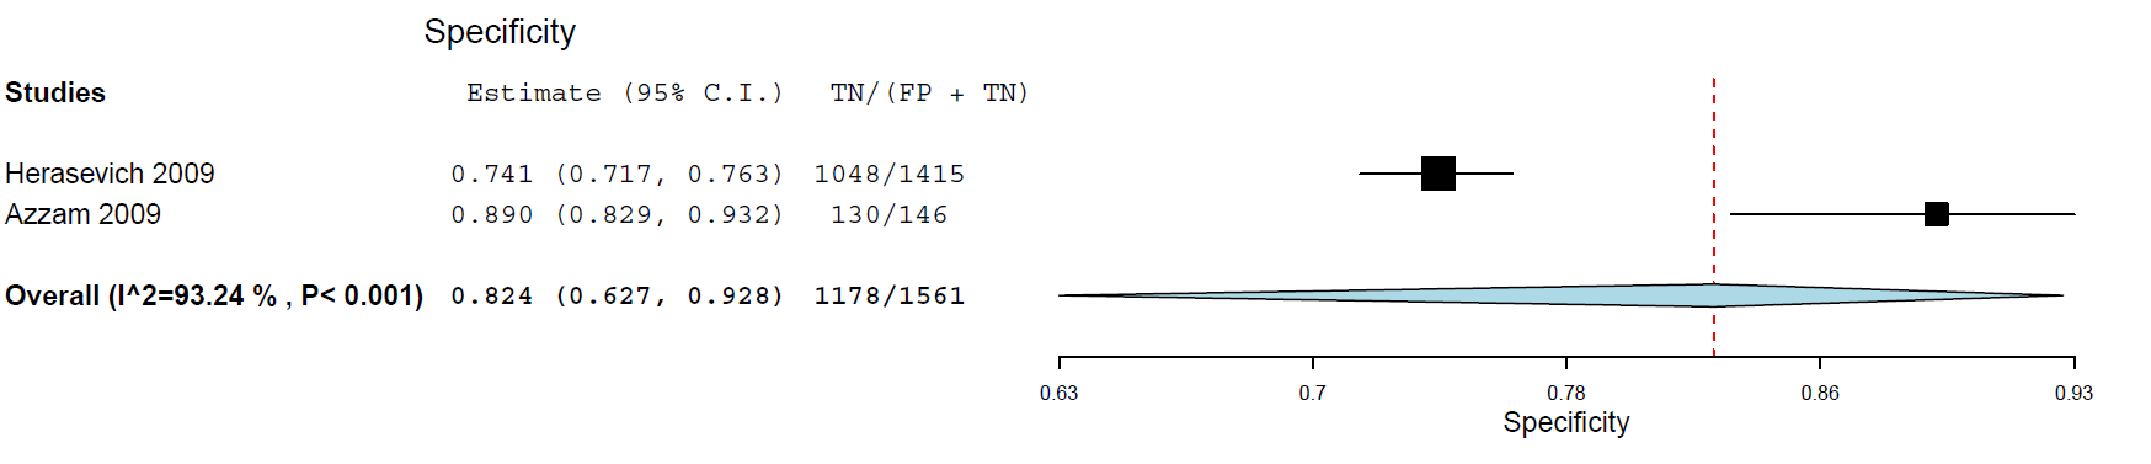 Specificity
Studies Estimate (95% C.I.) TN/(FP + TN)
Herasevich 2009 0.741 (0.717, 0.763) 1048/1415
Azzam 2009 0.890 (0.829, 0.932) 130/146
Overall (I^2=93.24 % , P< 0.001) 0.824 (0.627, 0.928) 1178/1561
0.63 0.7 0.78 0.86 0.93
Specificity